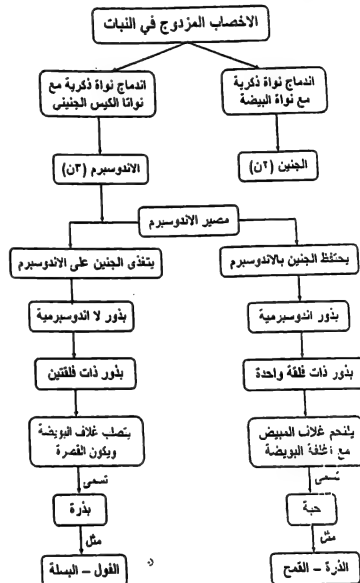 الاخصاب المزدوج في النبات
اندماج نواة ذكرية
مع نواة البيضة
اندماج نواة ذكرية مع
نواتا الكيس الجنيني
الجنين (٢ن)
الاندوسبرم (٣ن)
مصير الاندوسبرم
يحتفظ الجنين بالاندوسبرم
يتغذى الجنين على الاندوسبرم
بذور اندوسبرمية
بذور لا اندوسبرمية
بذور ذات فلقة واحدة
بذور ذات فلقتين
يلتحم غلاف المبيض
مع أغلفة البويضة
يتصلب غلاف البويضة
ويكون القصرة
تسمى
تسمى
حبة
بذرة
مثل
مثل
الذرة - القمح
الفول - البسلة